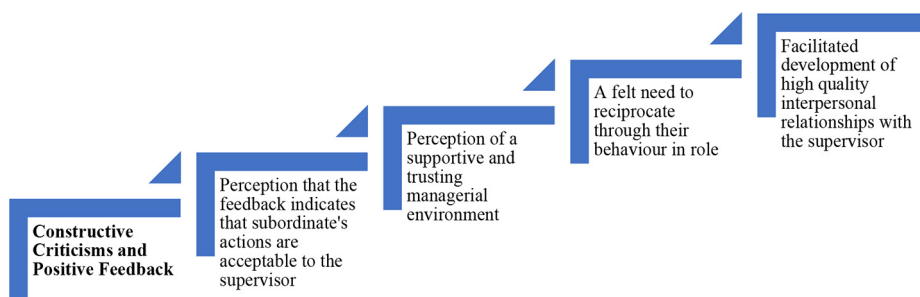 Constructive
Criticisms and
Positive Feedback
Perception that the
feedback indicates
that subordinate's
actions are
acceptable to the
supervisor
Perception of a
supportive and
trusting
managerial
environment
A felt need to
reciprocate
through their
behaviour in role
Facilitated
development of
high quality
interpersonal
relationships with
the supervisor